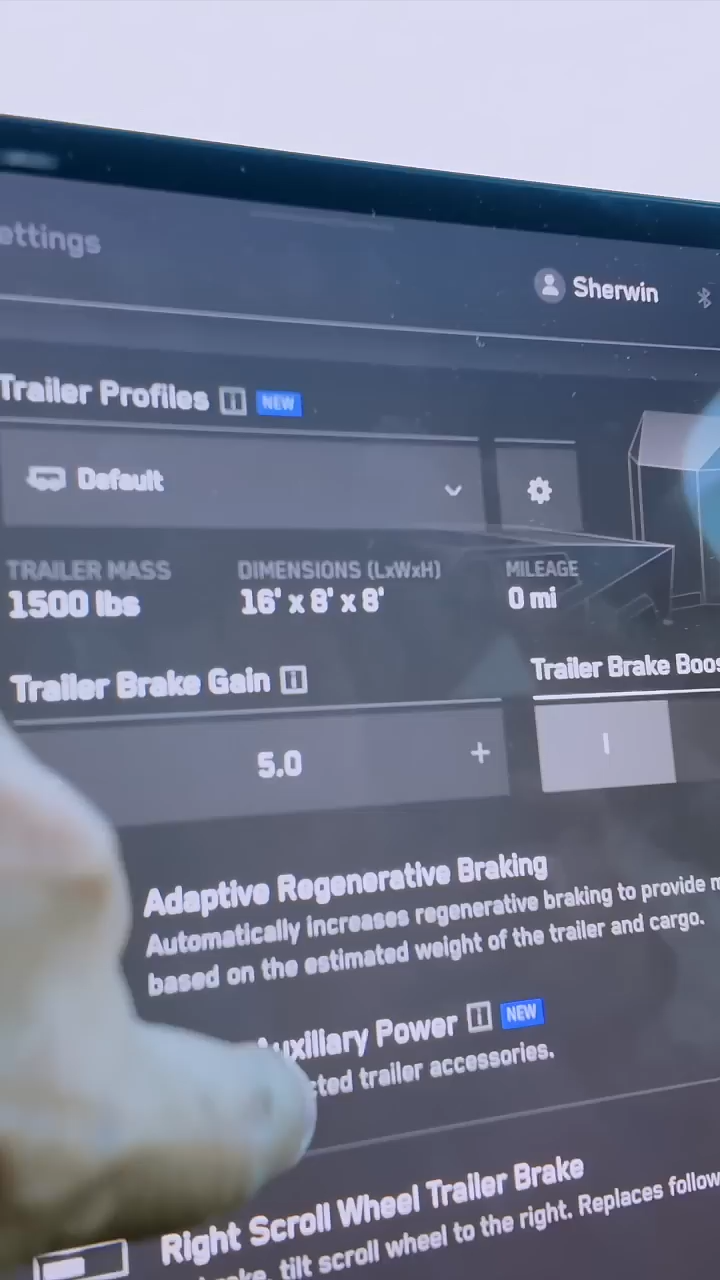 ettings
Sherwin
Trailer Profiles NEW
Default
TRAILER MASS DIMENSIONS (LxWxH) MILEAGE
1500 lbs 16' x 8' x 8' 0 mi
Trailer Brake Gain Trailer Brake Boos
5.0 + I
Adaptive Regenerative Braking
Automatically increases regenerative braking to provide m
based on the estimated weight of the trailer and cargo.
uxiliary Power NEW
cted trailer accessories.
Right Scroll Wheel Trailer Brake
ake, tilt scroll wheel to the right. Replaces follow